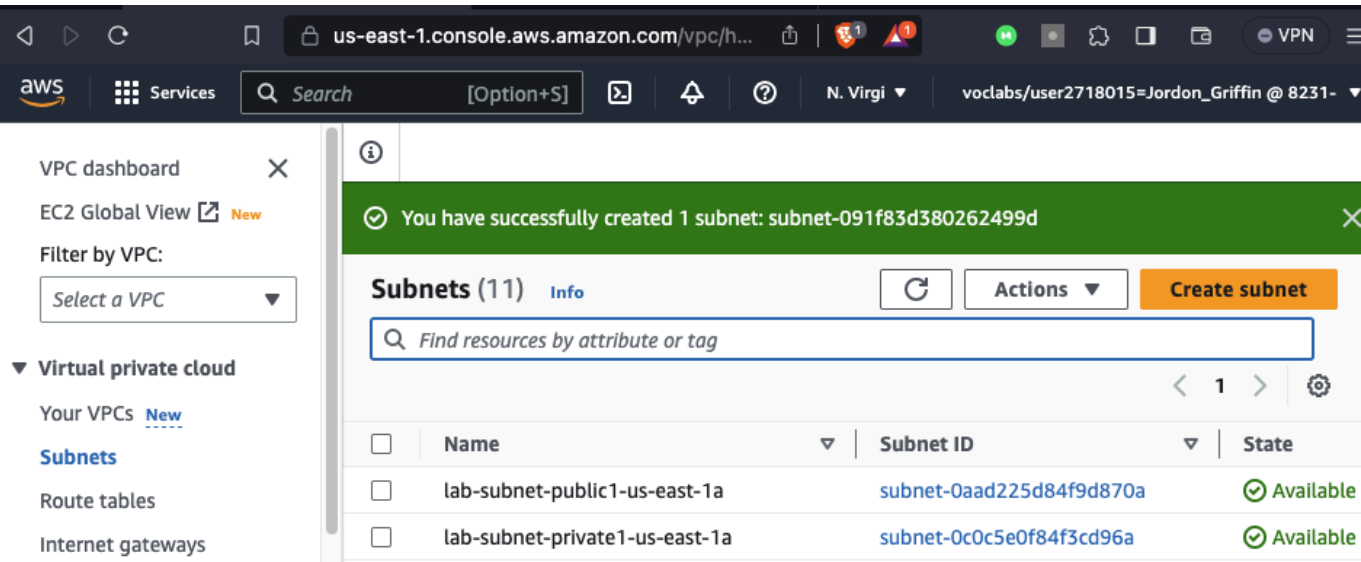 us-east-1.console.aws.amazon.com/vpc/h... 1 1 VPN
aws Services Search [Option+S] N. Virgi voclabs/user2718015=Jordon_Griffin @ 8231-
VPC dashboard
EC2 Global View New
Filter by VPC:
Select a VPC
Virtual private cloud
Your VPCs New
Subnets
Route tables
Internet gateways
You have successfully created 1 subnet: subnet-091f83d380262499d
Subnets (11) Info Actions Create subnet
Find resources by attribute or tag
1
Name Subnet ID State
lab-subnet-public1-us-east-1a subnet-0aad225d84f9d870a Available
lab-subnet-private1-us-east-1a subnet-0c0c5e0f84f3cd96a Available